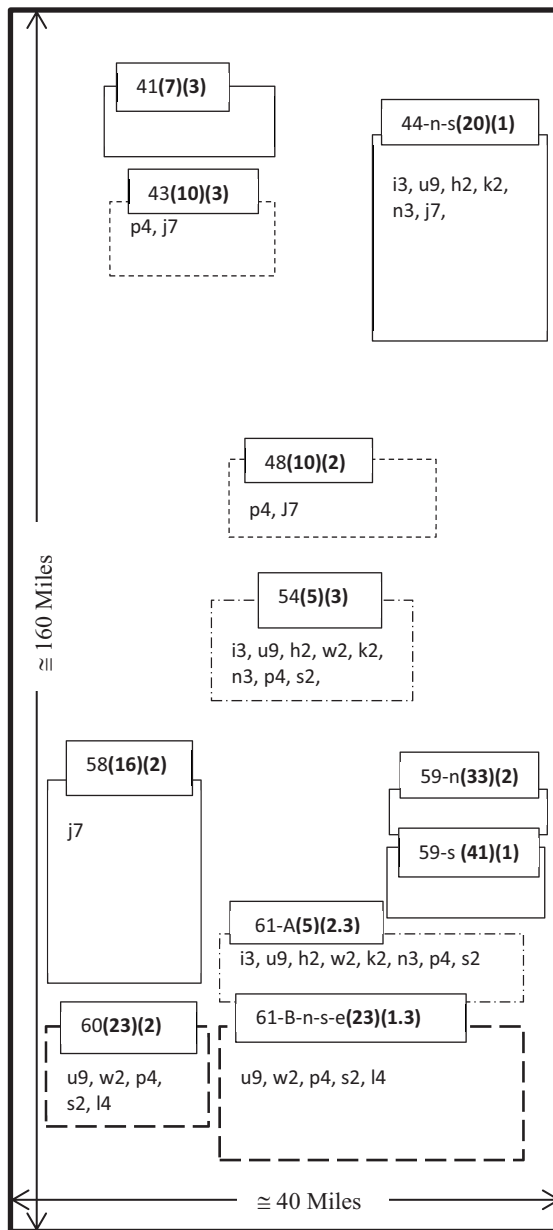 41(7)(3)
44-n-s(20)(1)
i3, u9, h2, k2,
n3, j7,
43(10)(3)
p4, j7
48(10)(2)
p4, J7
54(5)(3)
i3, u9, h2, w2, k2,
n3, p4, s2,
≅ 160 Miles
58(16)(2)
j7
59-n(33)(2)
59-s (41)(1)
61-A(5)(2.3)
i3, u9, h2, w2, k2, n3, p4, s2
60(23)(2)
u9, w2, p4,
s2, l4
61-B-n-s-e(23)(1.3)
u9, w2, p4, s2, l4
≅ 40 Miles